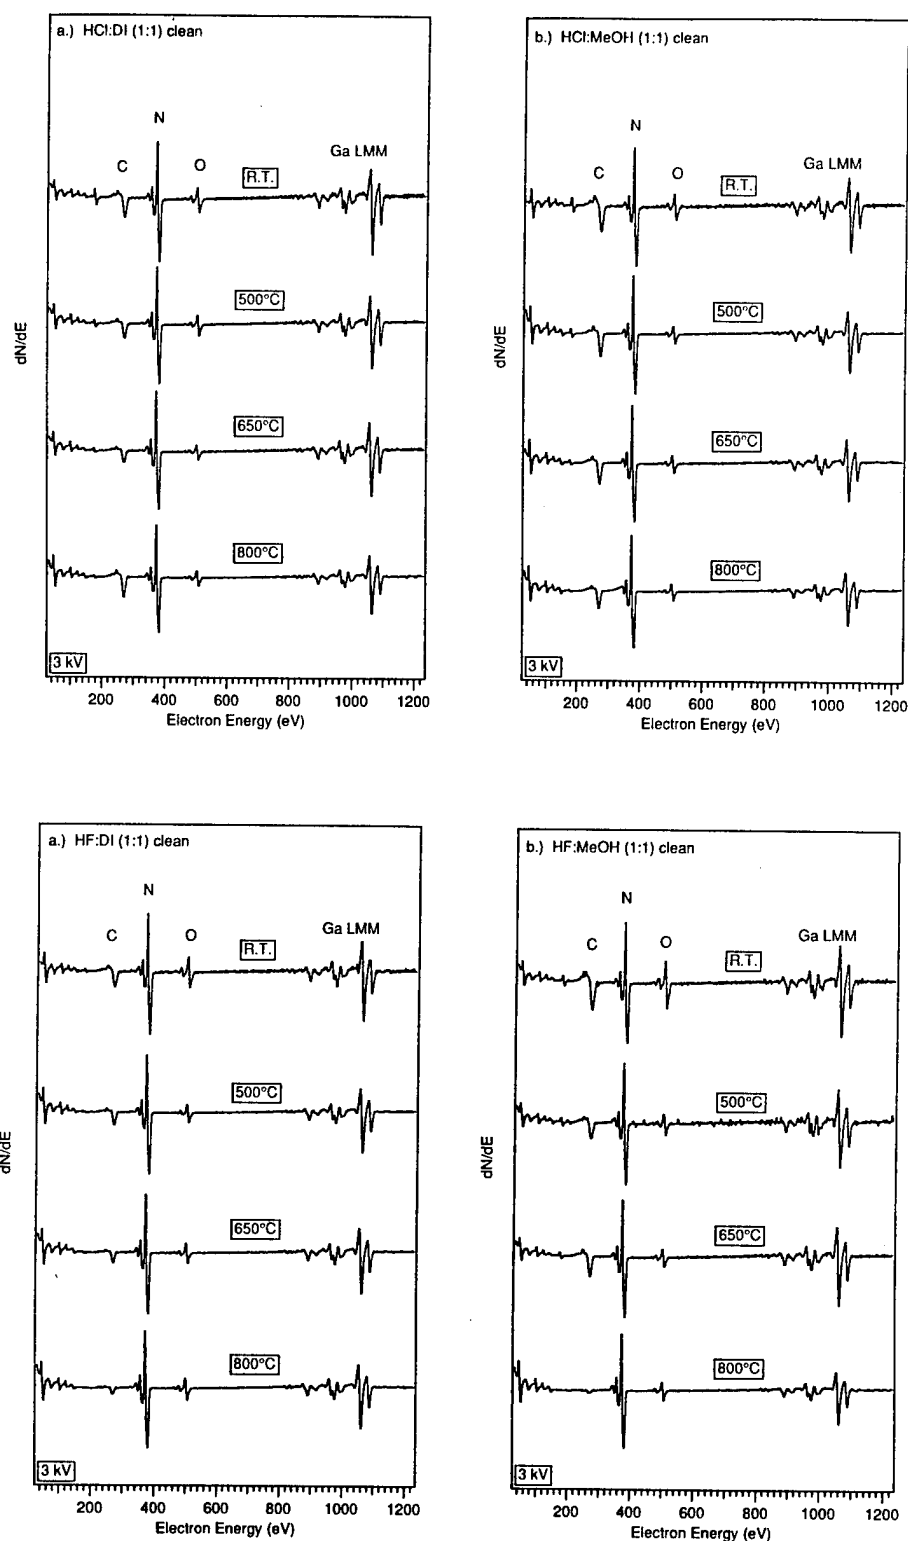 a.) HCl:DI (1:1) clean
N
C
O
Ga LMM
R.T.
500°C
650°C
800°C
dN/dE
3 kV
200 400 600 800 1000 1200
Electron Energy (eV)
b.) HCl:MeOH (1:1) clean
N
C
O
Ga LMM
R.T.
500°C
650°C
800°C
dN/dE
3 kV
200 400 600 800 1000 1200
Electron Energy (eV)
a.) HF:DI (1:1) clean
N
C
O
Ga LMM
R.T.
500°C
650°C
800°C
dN/dE
3 kV
200 400 600 800 1000 1200
Electron Energy (eV)
b.) HF:MeOH (1:1) clean
N
C
O
Ga LMM
R.T.
500°C
650°C
800°C
dN/dE
3 kV
200 400 600 800 1000 1200
Electron Energy (eV)